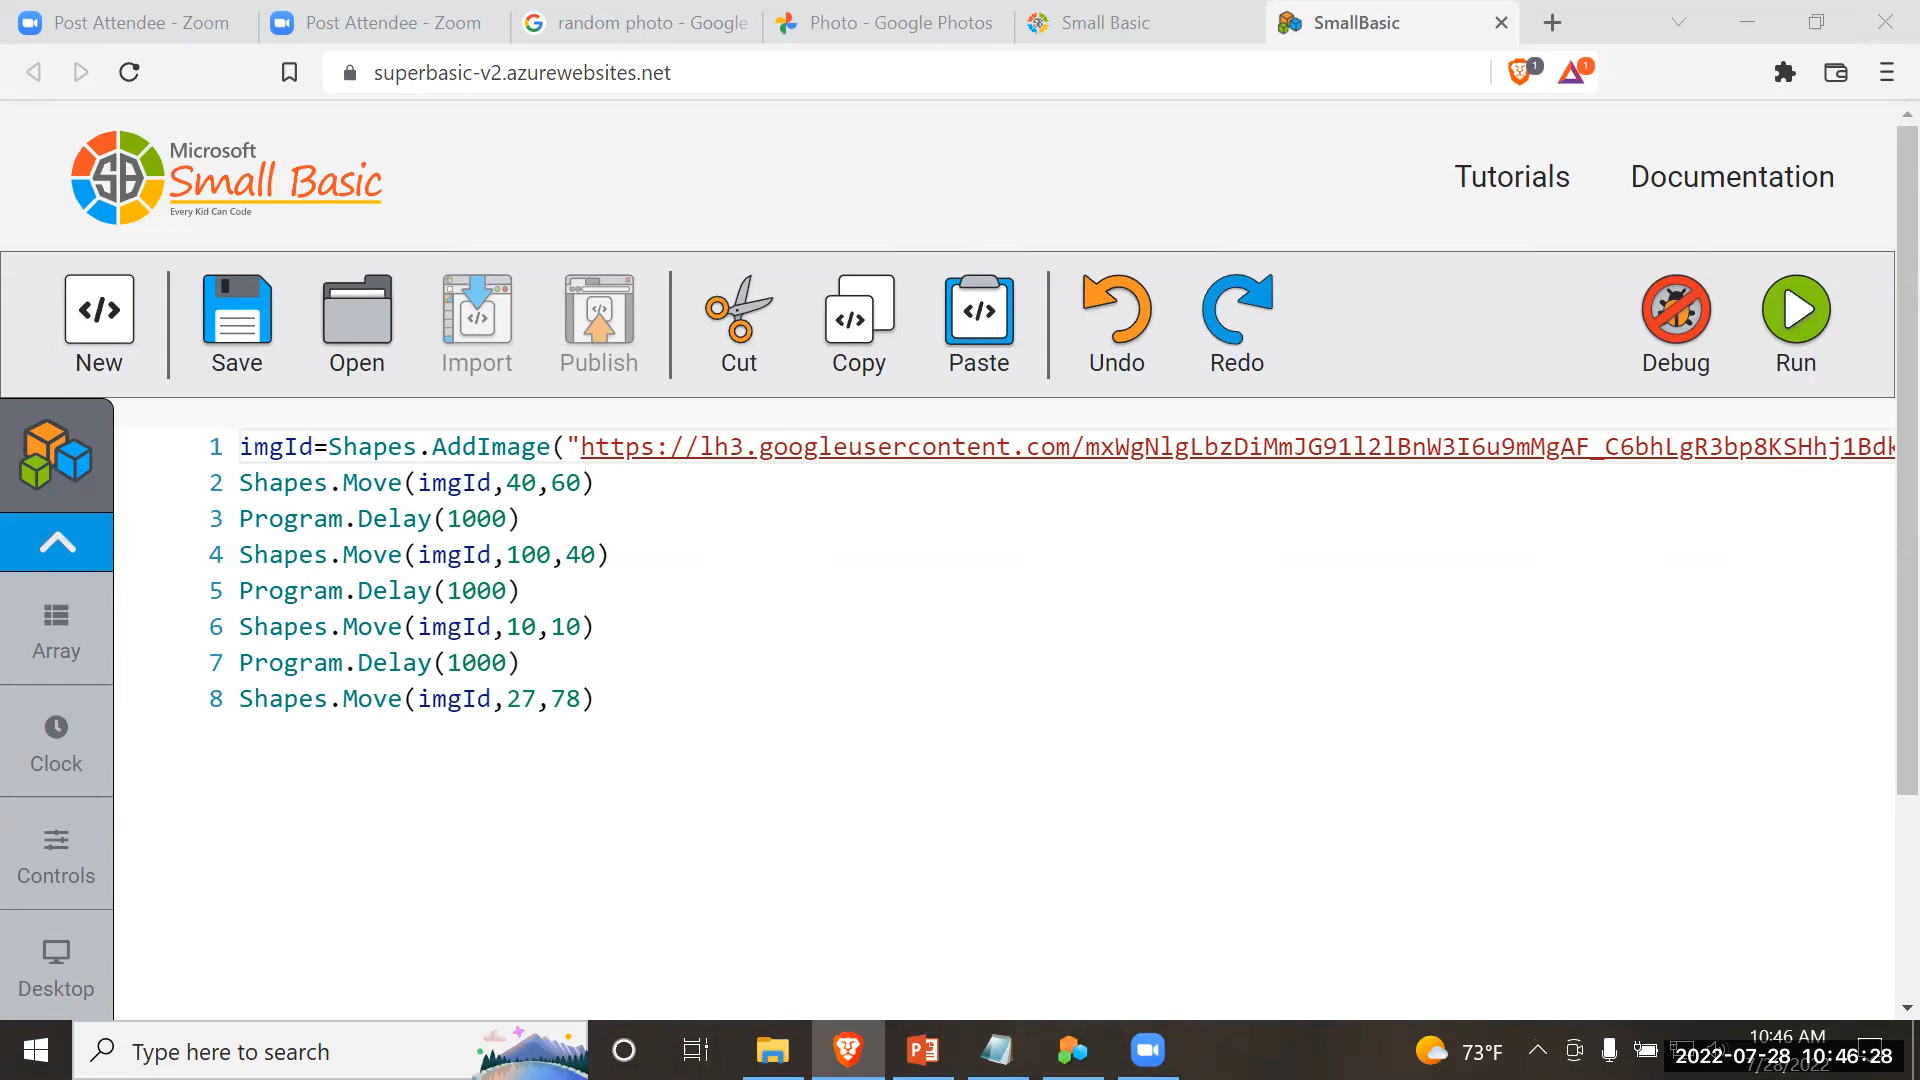 Post Attendee - Zoom
Post Attendee - Zoom
random photo - Google
Photo - Google Photos
Small Basic
SmallBasic
superbasic-v2.azurewebsites.net
1
1
Microsoft
Small Basic
Every Kid Can Code
Tutorials
Documentation
New
Save
Open
Import
Publish
Cut
Copy
Paste
Undo
Redo
Debug
Run
1 imgId=Shapes.AddImage("https://lh3.googleusercontent.com/mxWgNlgLbzDiMmJG91l2lBnW3I6u9mMgAF_C6bhLgR3bp8KSHhj1Bdk
2 Shapes.Move(imgId,40,60)
3 Program.Delay(1000)
4 Shapes.Move(imgId,100,40)
5 Program.Delay(1000)
6 Shapes.Move(imgId,10,10)
7 Program.Delay(1000)
8 Shapes.Move(imgId,27,78)
Array
Clock
Controls
Desktop
Type here to search
73°F
10:46 AM
7/28/2022
2022-07-28 10:46:28